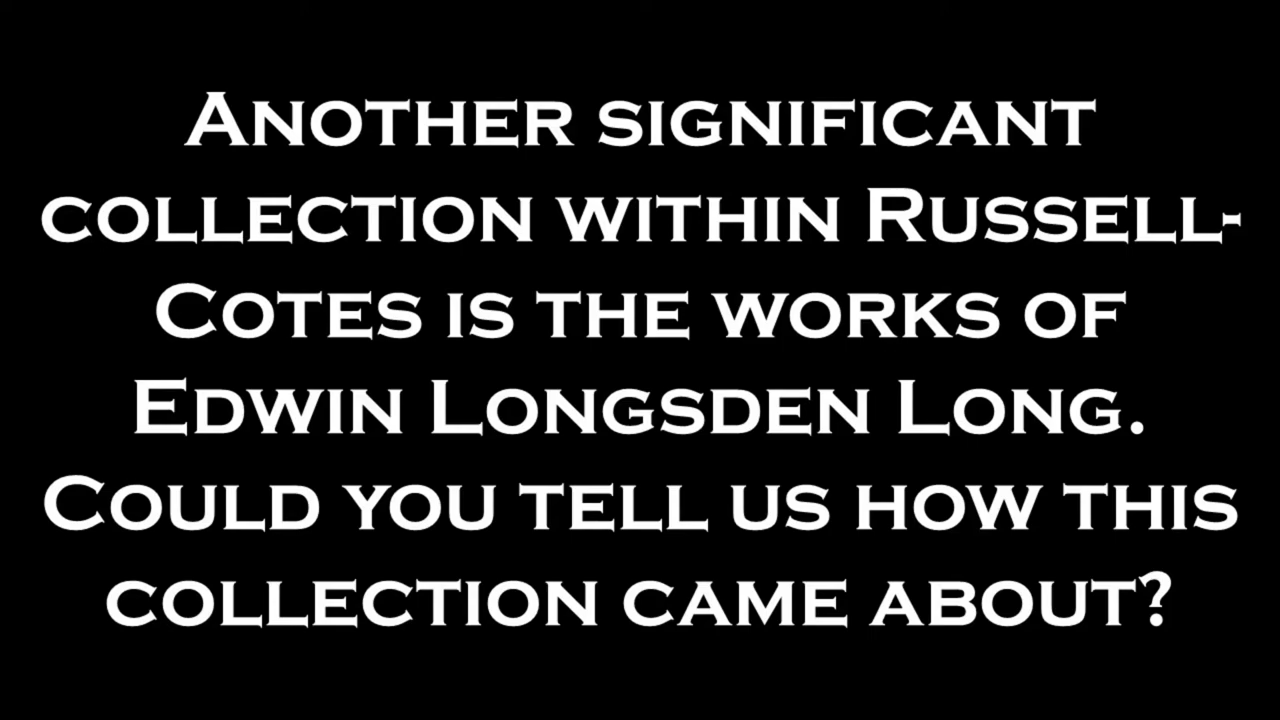 Another significant
collection within Russell-
Cotes is the works of
Edwin Longsden Long.
Could you tell us how this
collection came about?